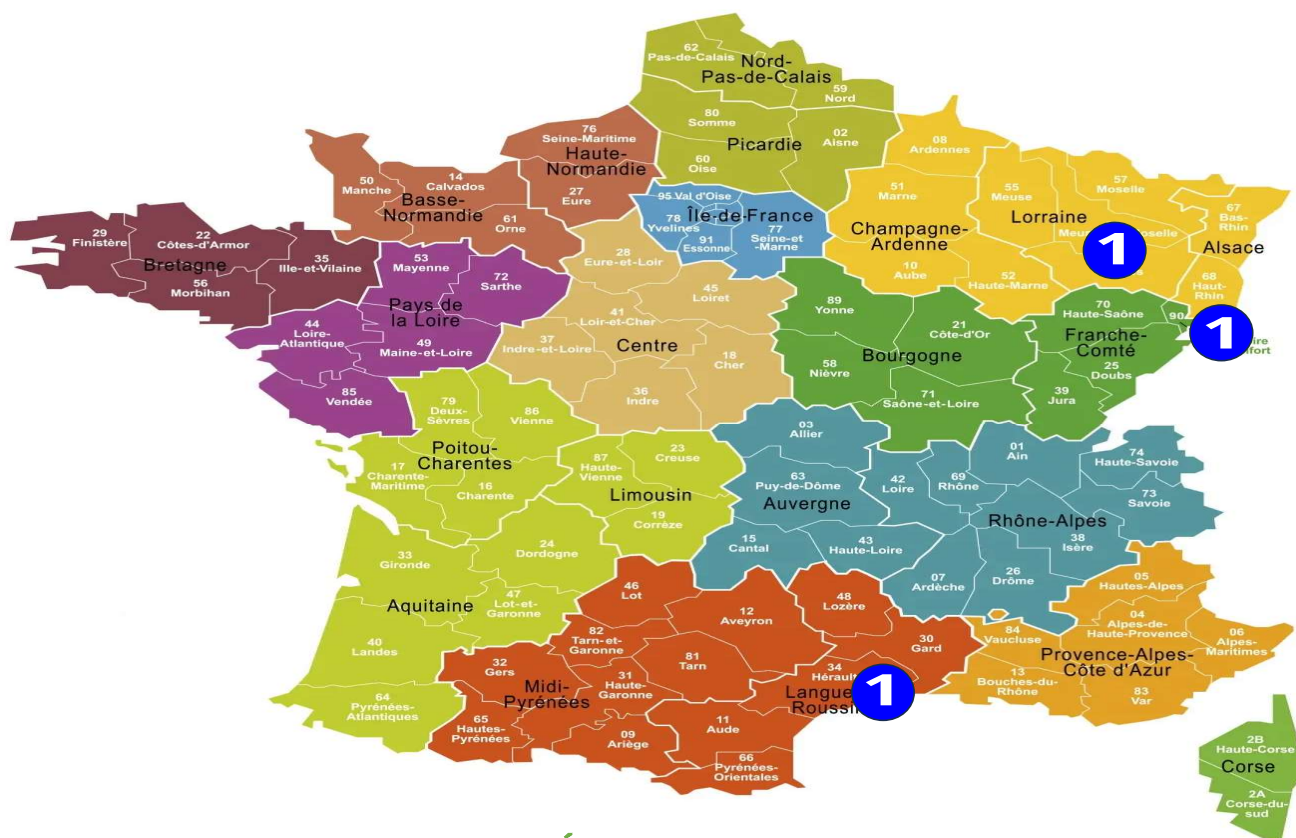 62
Pas-de-Calais
Nord-
Pas-de-Calais
59
Nord
80
Somme
Picardie
02
Aisne
60
Oise
76
Seine-Maritime
Haute-
Normandie
27
Eure
14
Calvados
50
Manche
Basse-
Normandie
61
Orne
08
Ardennes
51
Marne
Champagne-
Ardenne
10
Aube
52
Haute-Marne
55
Meuse
57
Moselle
Lorraine
1
67
Bas-
Rhin
Alsace
68
Haut-
Rhin
95 Val d'Oise
Île-de-France
78
Yvelines
91
Essonne
77
Seine-et
-Marne
29
Finistère
22
Côtes-d'Armor
Bretagne
35
Ille-et-Vilaine
56
Morbihan
53
Mayenne
72
Sarthe
Pays de
la Loire
44
Loire-
Atlantique
49
Maine-et-Loire
85
Vendée
28
Eure-et-Loir
45
Loiret
41
Loir-et-Cher
37
Indre-et-Loire
Centre
18
Cher
36
Indre
89
Yonne
21
Côte-d'Or
Bourgogne
58
Nièvre
71
Saône-et-Loire
70
Haute-Saône
90
1
Franche-
Comté
25
Doubs
39
Jura
79
Deux-
Sèvres
86
Vienne
Poitou-
Charentes
17
Charente-
Maritime
16
Charente
23
Creuse
87
Haute-
Vienne
Limousin
19
Corrèze
03
Allier
63
Puy-de-Dôme
Auvergne
15
Cantal
43
Haute-Loire
42
Loire
69
Rhône
01
Ain
74
Haute-Savoie
73
Savoie
Rhône-Alpes
38
Isère
07
Ardèche
26
Drôme
24
Dordogne
33
Gironde
47
Lot-et-
Garonne
Aquitaine
40
Landes
64
Pyrénées-
Atlantiques
46
Lot
12
Aveyron
82
Tarn-et-
Garonne
81
Tarn
32
Gers
31
Haute-
Garonne
Midi-
Pyrénées
65
Hautes-
Pyrénées
09
Ariège
48
Lozère
30
Gard
34
Hérault
1
11
Aude
66
Pyrénées-
Orientales
05
Hautes-Alpes
04
Alpes-de-
Haute-Provence
06
Alpes-
Maritimes
84
Vaucluse
Provence-Alpes-
Côte d'Azur
13
Bouches-du-
Rhône
83
Var
2B
Haute-Corse
Corse
2A
Corse-du-
sud